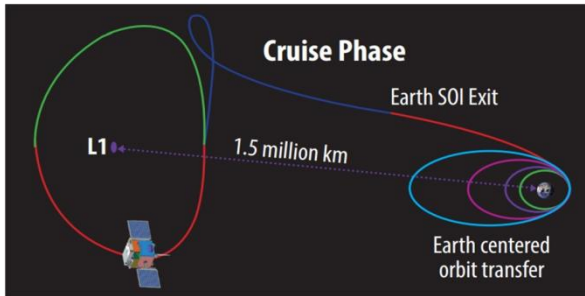 Cruise Phase
Earth SOI Exit
L1
1.5 million km
Earth centered
orbit transfer